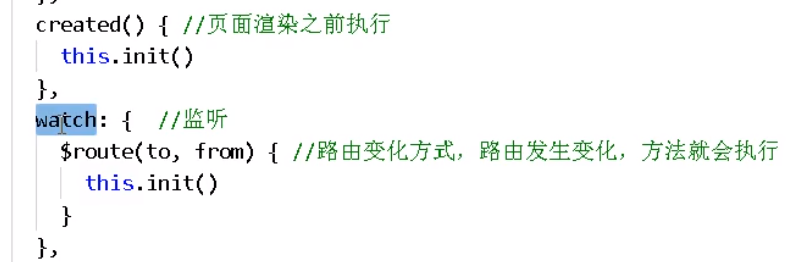 },
created() { //页面渲染之前执行
this.init()
},
watch: { //监听
$route(to, from) { //路由变化方式，路由发生变化，方法就会执行
this.init()
}
},